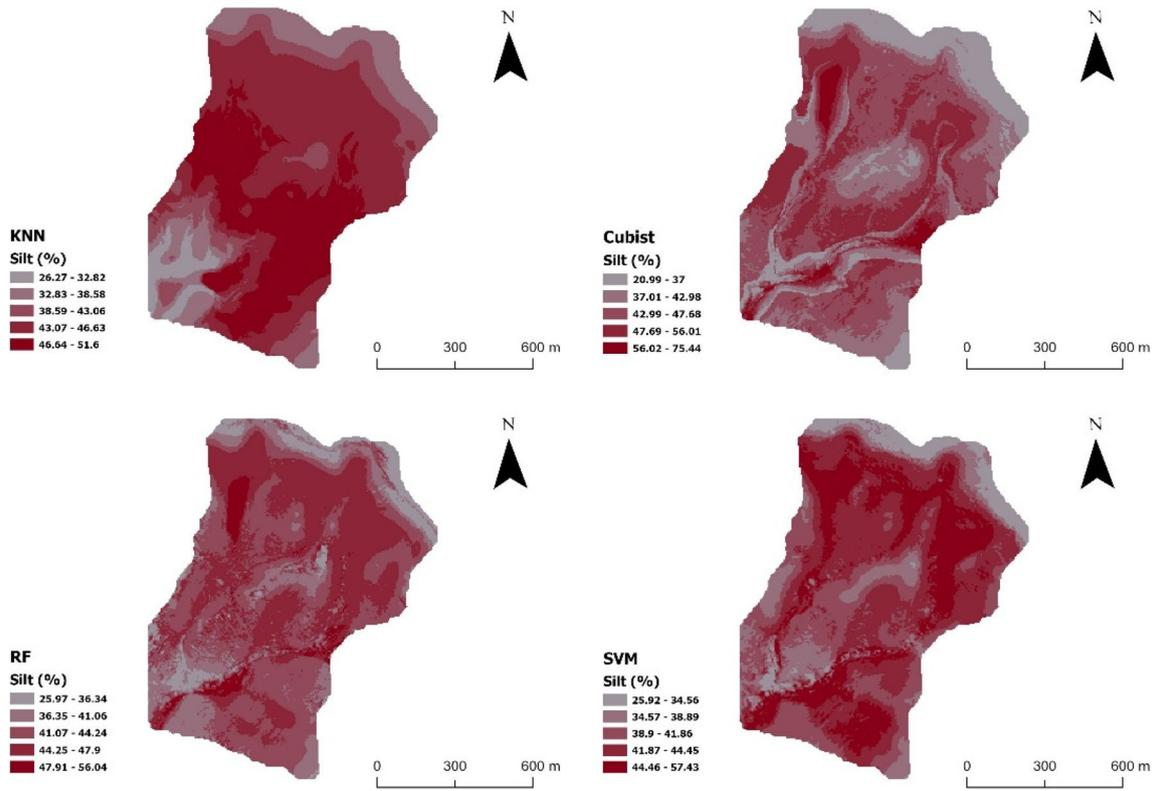 N
KNN
Silt (%)
26.27 - 32.82
32.83 - 38.58
38.59 - 43.06
43.07 - 46.63
46.64 - 51.6
0 300 600 m
N
Cubist
Silt (%)
20.99 - 37
37.01 - 42.98
42.99 - 47.68
47.69 - 56.01
56.02 - 75.44
0 300 600 m
N
RF
Silt (%)
25.97 - 36.34
36.35 - 41.06
41.07 - 44.24
44.25 - 47.9
47.91 - 56.04
0 300 600 m
N
SVM
Silt (%)
25.92 - 34.56
34.57 - 38.89
38.9 - 41.86
41.87 - 44.45
44.46 - 57.43
0 300 600 m